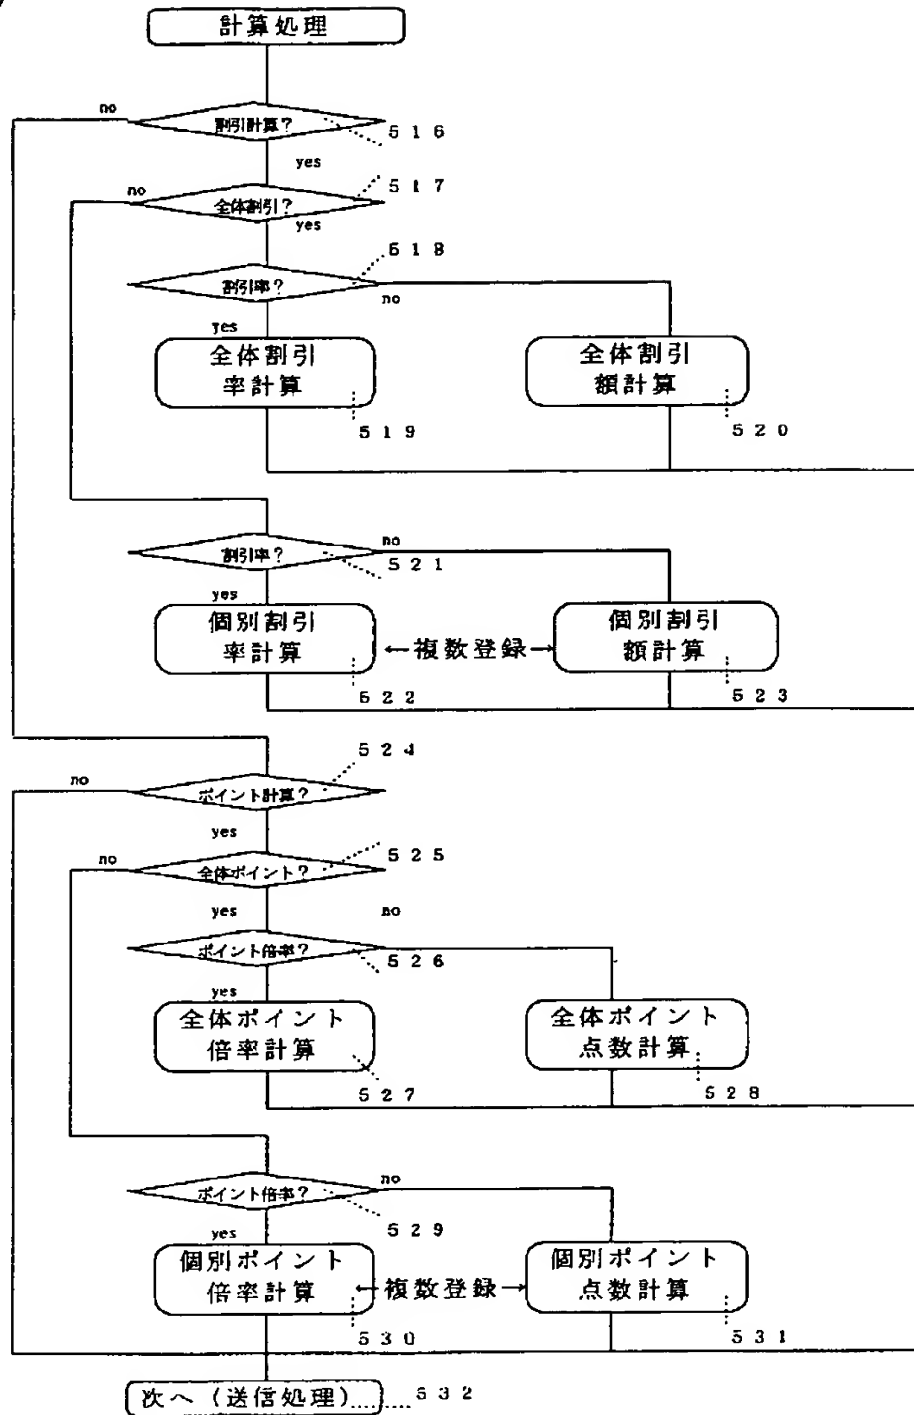 計算処理
no
割引計算?
５１６
yes
no
５１７
全体割引?
yes
５１８
割引率?
no
yes
全体割引
率計算
全体割引
額計算
５１９
５２０
no
割引率?
５２１
yes
個別割引
率計算
←複数登録→
個別割引
額計算
５２２
５２３
５２４
no
ポイント計算?
yes
５２５
no
全体ポイント?
yes
no
ポイント倍率?
５２６
yes
全体ポイント
倍率計算
全体ポイント
点数計算
５２７
５２８
no
ポイント倍率?
５２９
yes
個別ポイント
倍率計算
←複数登録→
個別ポイント
点数計算
５３０
５３１
次へ（送信処理）
５３２